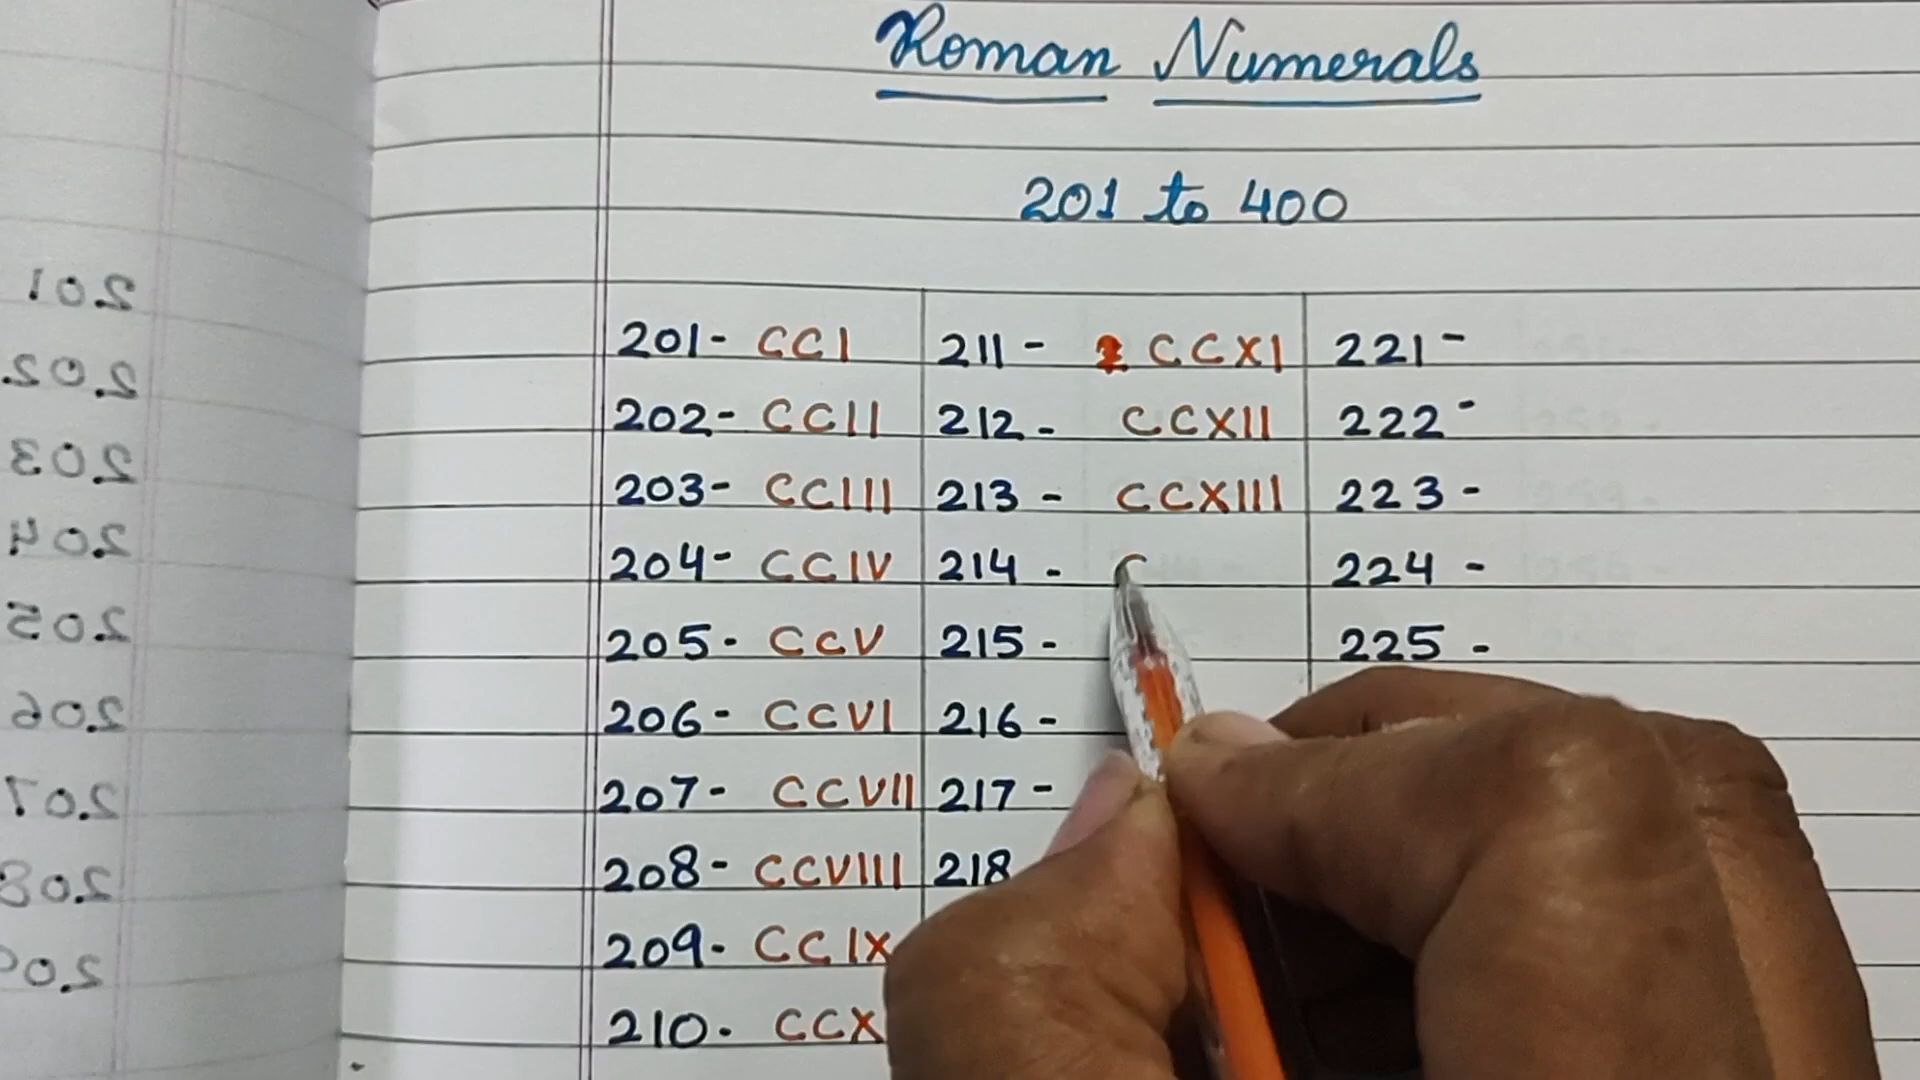 Roman Numerals
201 to 400
201- CCI 211- CCXI 221-
202- CCII 212- CCXII 222-
203- CCIII 213- CCXIII 223-
204- CCIV 214- C 224-
205- CCV 215- 225-
206- CCVI 216-
207- CCVII 217-
208- CCVIII 218
209- CCIX
210- CCX